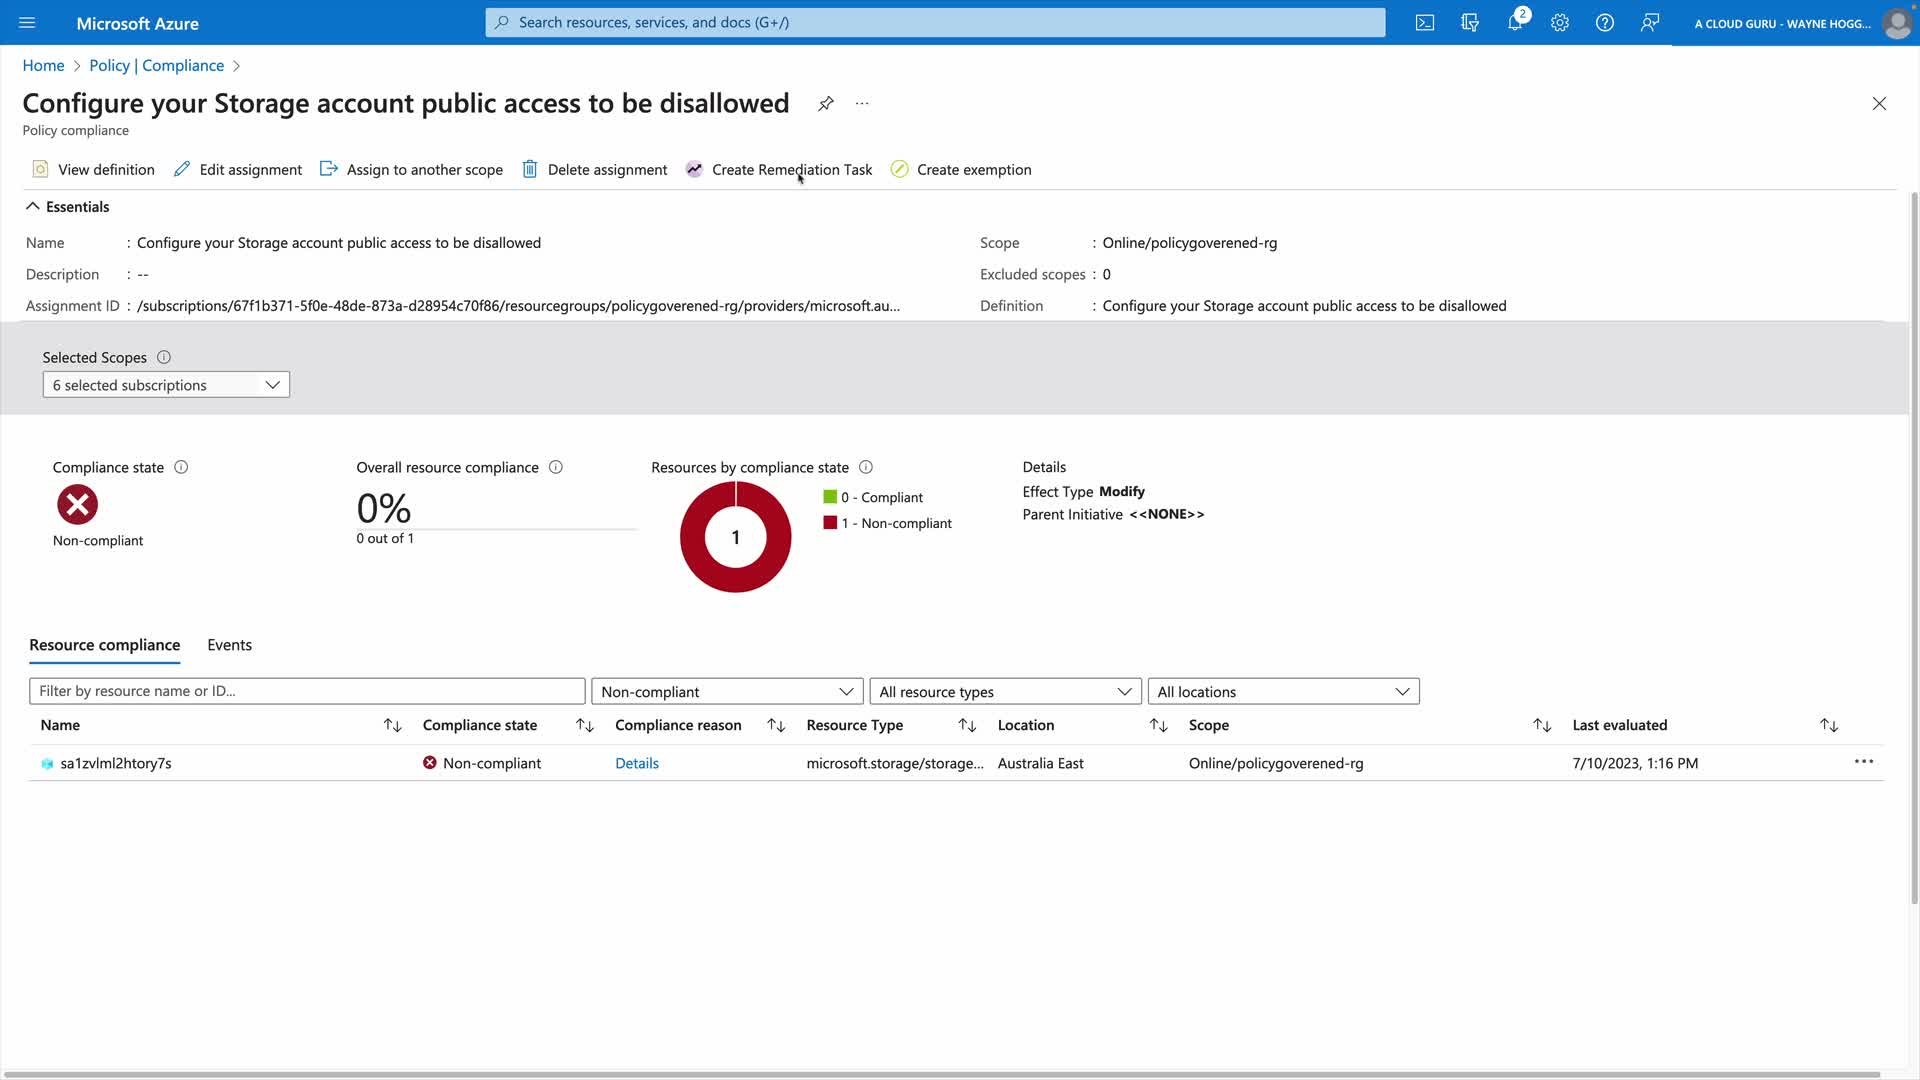 Microsoft Azure
Search resources, services, and docs (G+/)
2
A CLOUD GURU - WAYNE HOGG...
Home > Policy | Compliance >
Configure your Storage account public access to be disallowed ...
Policy compliance
View definition Edit assignment Assign to another scope Delete assignment Create Remediation Task Create exemption
Essentials
Name : Configure your Storage account public access to be disallowed
Scope : Online/policygoverened-rg
Description : --
Excluded scopes : 0
Assignment ID : /subscriptions/67f1b371-5f0e-48de-873a-d28954c70f86/resourcegroups/policygoverened-rg/providers/microsoft.au...
Definition : Configure your Storage account public access to be disallowed
Selected Scopes
6 selected subscriptions
Compliance state
Non-compliant
Overall resource compliance
0%
0 out of 1
Resources by compliance state
1
0 - Compliant
1 - Non-compliant
Details
Effect Type Modify
Parent Initiative <<NONE>>
Resource compliance Events
Filter by resource name or ID... Non-compliant All resource types All locations
Name Compliance state Compliance reason Resource Type Location Scope Last evaluated
sa1zvlml2htory7s Non-compliant Details microsoft.storage/storage... Australia East Online/policygoverened-rg 7/10/2023, 1:16 PM ...